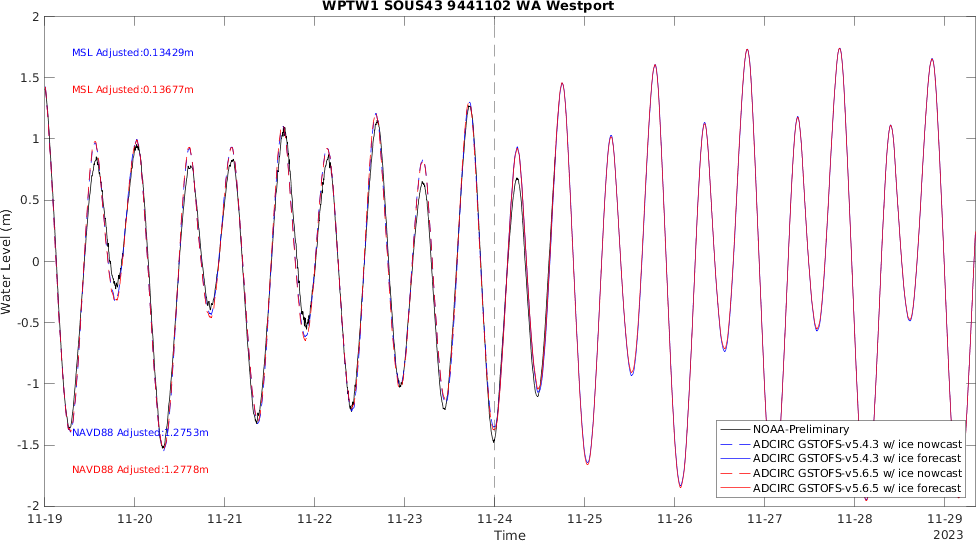 WPTW1 SOUS43 9441102 WA Westport
2
1.5
1
0.5
0
-0.5
-1
-1.5
-2
Water Level (m)
MSL Adjusted:0.13429m
MSL Adjusted:0.13677m
NAVD88 Adjusted:1.2753m
NAVD88 Adjusted:1.2778m
NOAA-Preliminary
ADCIRC GSTOFS-v5.4.3 w/ ice nowcast
ADCIRC GSTOFS-v5.4.3 w/ ice forecast
ADCIRC GSTOFS-v5.6.5 w/ ice nowcast
ADCIRC GSTOFS-v5.6.5 w/ ice forecast
11-19 11-20 11-21 11-22 11-23 11-24 11-25 11-26 11-27 11-28 11-29
Time
2023